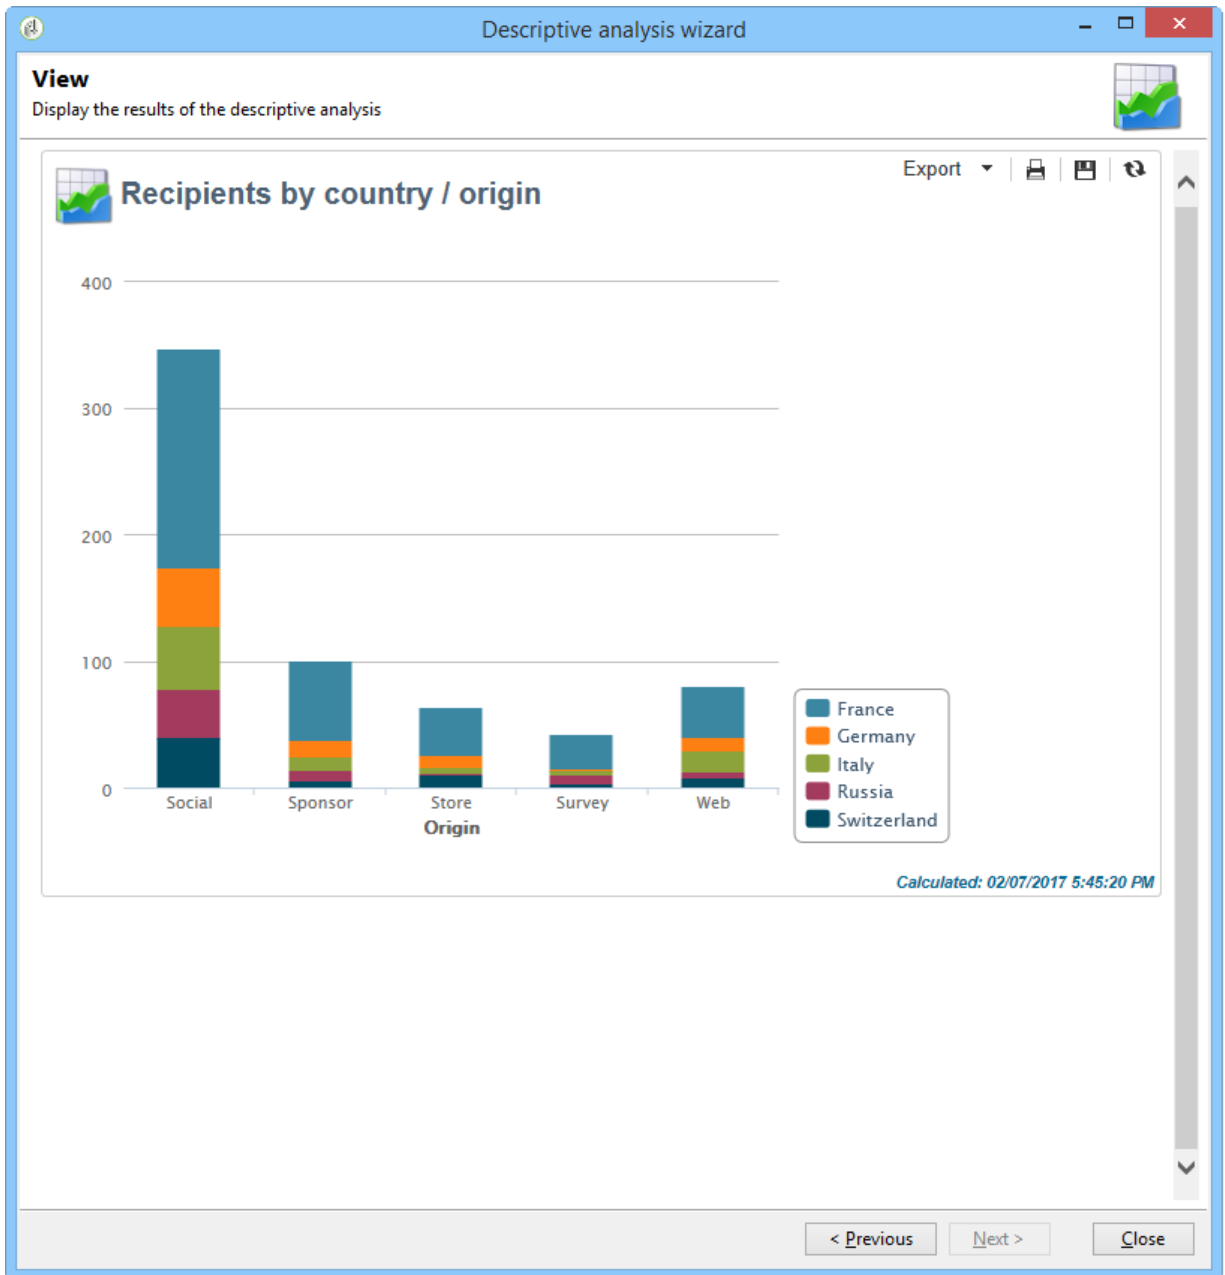 Descriptive analysis wizard
View
Display the results of the descriptive analysis
Export
Recipients by country / origin
400
300
200
100
0
Social Sponsor Store Survey Web
Origin
France
Germany
Italy
Russia
Switzerland
Calculated: 02/07/2017 5:45:20 PM
< Previous Next > Close